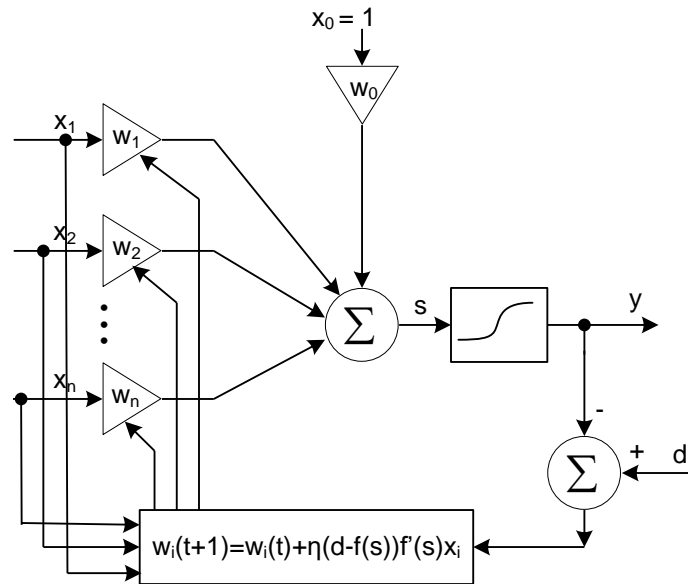 x₀ = 1
w₀
x₁
w₁
x₂
w₂
xₙ
wₙ
Σ
s
y
-
+
d
Σ
wᵢ(t+1)=wᵢ(t)+η(d-f(s))f'(s)xᵢ